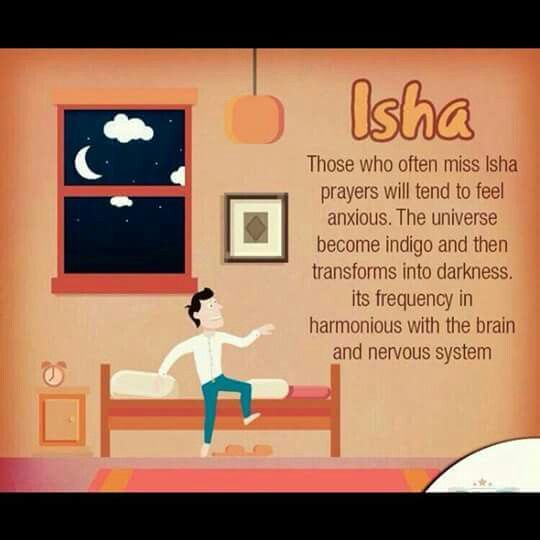 Isha
Those who often miss Isha
prayers will tend to feel
anxious. The universe
become indigo and then
transforms into darkness.
its frequency in
harmonious with the brain
and nervous system